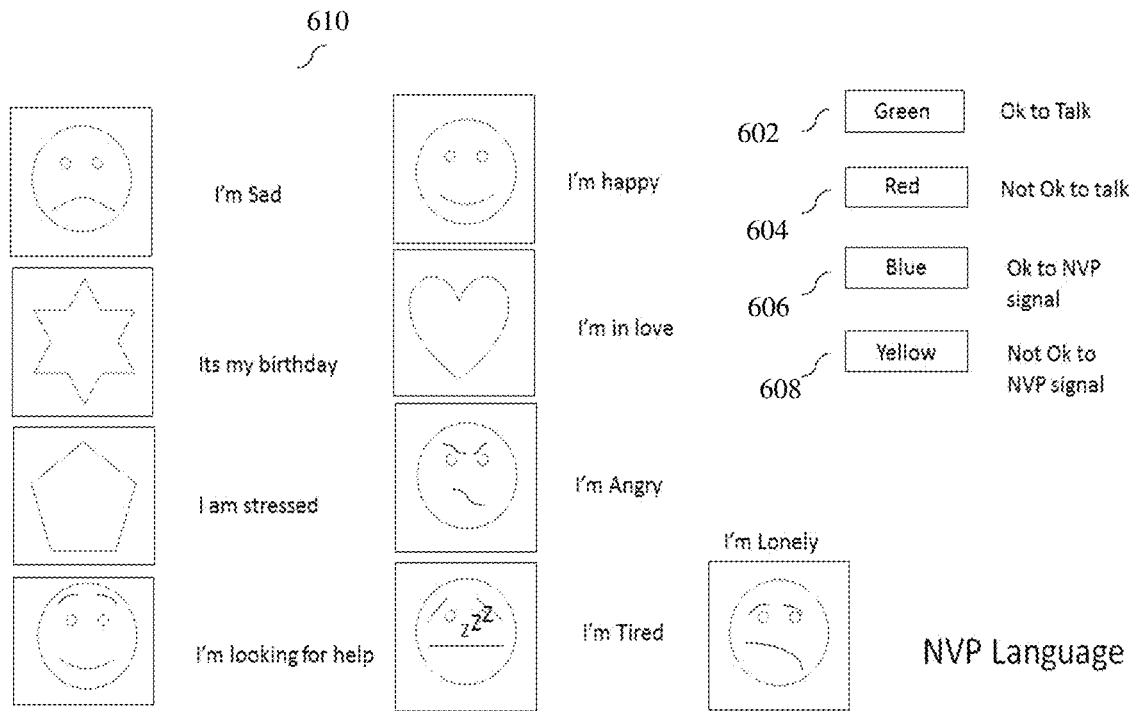 610
I'm Sad
Its my birthday
I am stressed
I'm looking for help
I'm happy
I'm in love
I'm Angry
zzz
I'm Tired
I'm Lonely
602
Green
Ok to Talk
604
Red
Not Ok to talk
606
Blue
Ok to NVP
signal
608
Yellow
Not Ok to
NVP signal
NVP Language